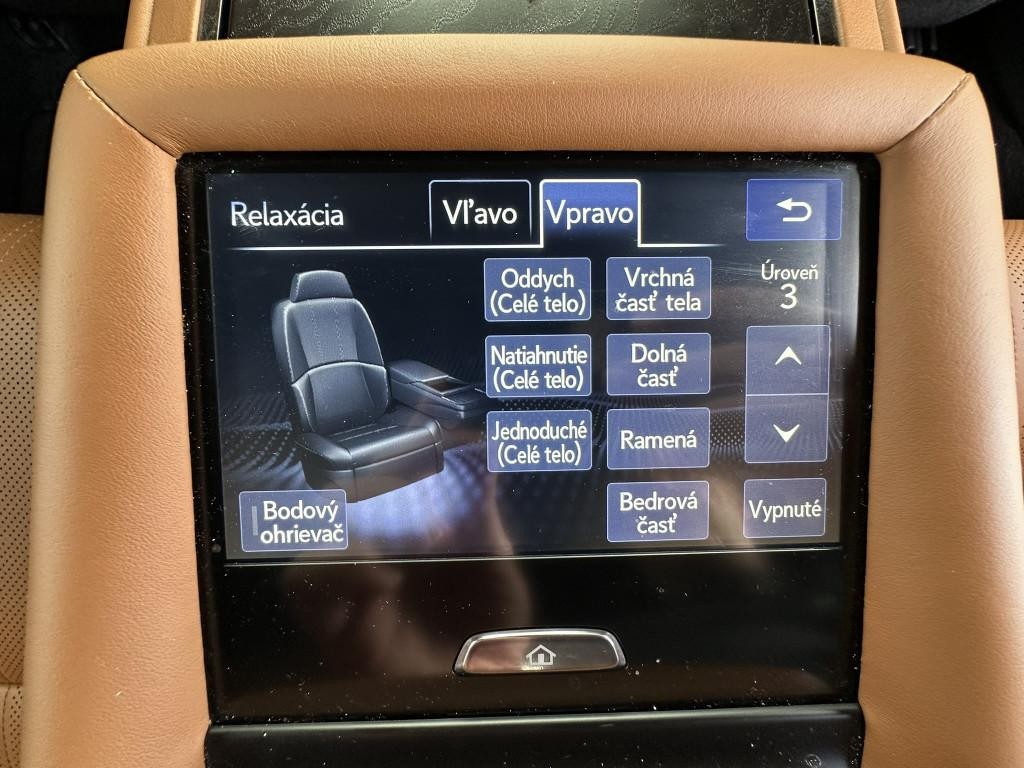 Relaxácia
Vľavo
Vpravo
Oddych
(Celé telo)
Vrchná
časť tela
Úroveň
3
Natiahnutie
(Celé telo)
Dolná
časť
Jednoduché
(Celé telo)
Ramená
Bodový
ohrievač
Bedrová
časť
Vypnuté